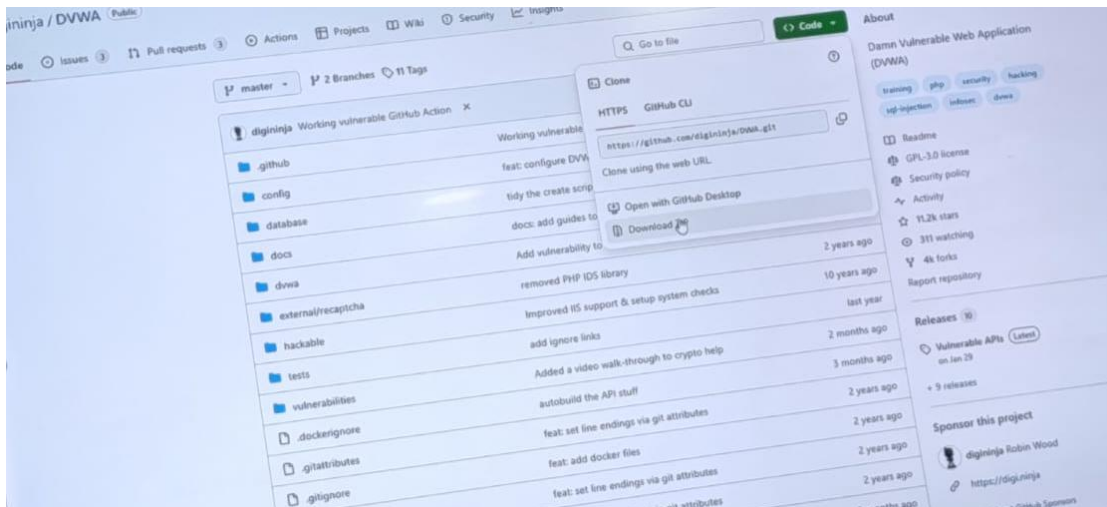 digininja / DVWA Public
Issues 3 Pull requests 3 Actions Projects Wiki Security Insights
master 2 Branches 11 Tags Go to file Code
digininja Working vulnerable GitHub Action
Working vulnerable
.github
feat: configure
config
tidy the create
database
docs: add guides to
docs
Add vulnerability to
dvwa
removed PHP IDS library 2 years ago
external/recaptcha
Improved IIS support & setup system checks 10 years ago
hackable
add ignore links last year
tests
Added a video walk-through to crypto help 2 months ago
vulnerabilities
autobuild the API stuff 3 months ago
.dockerignore
feat: set line endings via git attributes 2 years ago
.gitattributes
feat: add docker files 2 years ago
.gitignore
feat: set line endings via git attributes 2 years ago
attributes 2 years ago
Clone
HTTPS GitHub CLI
https://github.com/digininja/DVWA.git
Clone using the web URL.
Open with GitHub Desktop
Download
About
Damn Vulnerable Web Application
(DVWA)
training php security hacking
sql-injection infosec dvwa
Readme
GPL-3.0 license
Security policy
Activity
11.2k stars
311 watching
4k forks
Report repository
Releases 10
Vulnerable APIs Latest
on Jan 29
+ 9 releases
Sponsor this project
digininja Robin Wood
https://digi.ninja